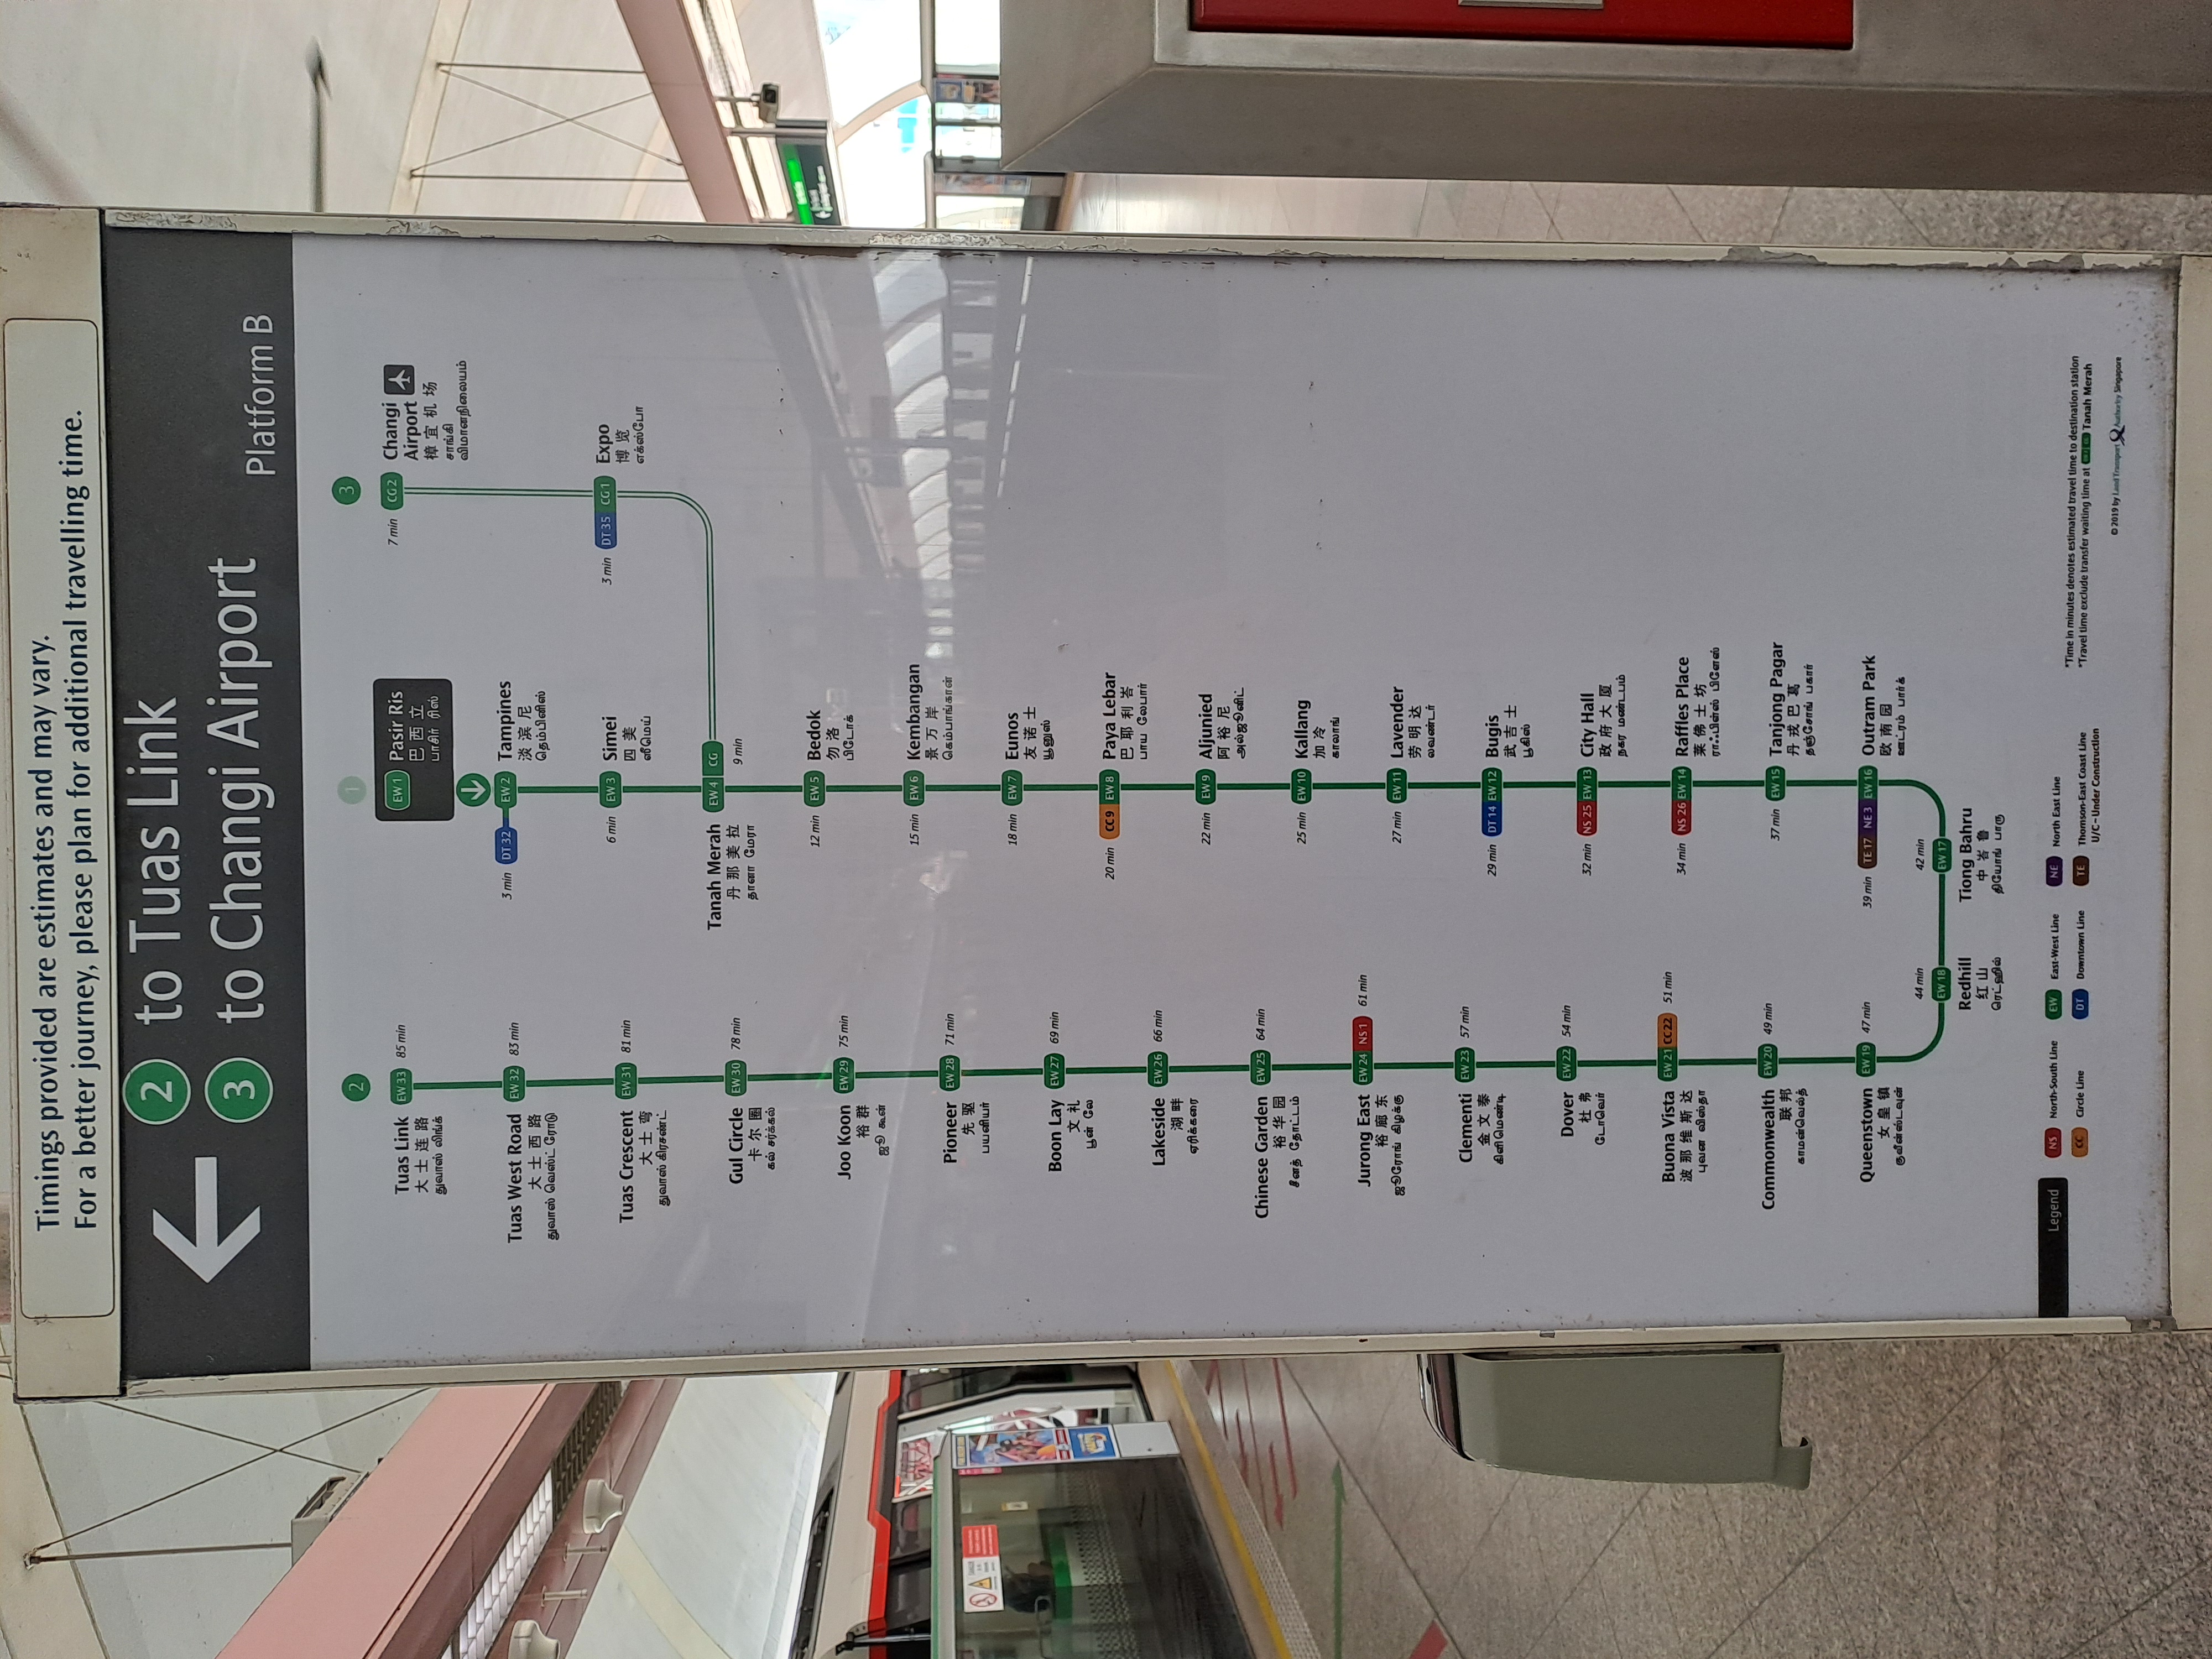 Timings provided are estimates and may vary.
For a better journey, please plan for additional travelling time.
2 to Tuas Link
3 to Changi Airport
Platform B
2
Tuas Link EW 33 85 min
大士连路
துவாஸ் லிங்க்
Tuas West Road EW 32 83 min
大士西路
துவாஸ் வெஸ்ட் ரோடு
Tuas Crescent EW 31 81 min
大士弯
துவாஸ் கிரசண்ட்
Gul Circle EW 30 78 min
卡尔圈
கல் சர்க்கல்
Joo Koon EW 29 75 min
裕群
ஜூ கூன்
Pioneer EW 28 71 min
先驱
பயனியர்
Boon Lay EW 27 69 min
文礼
பூன் லே
Lakeside EW 26 66 min
湖畔
ஏரிக்கரை
Chinese Garden EW 25 64 min
裕华园
சீனத் தோட்டம்
Jurong East EW 24 NS 1 61 min
裕廊东
ஜூரோங் கிழக்கு
Clementi EW 23 57 min
金文泰
கிளிமெண்டி
Dover EW 22 54 min
杜弗
டோவெர்
Buona Vista EW 21 CC22 51 min
波那维斯达
புவன விஸ்தா
Commonwealth EW 20 49 min
联邦
காமன்வெல்த்
Queenstown EW 19 47 min
女皇镇
குவீன்ஸ்டவுன்
44 min
EW 18
Redhill
红山
ரெட்ஹில்
42 min
EW 17
Tiong Bahru
中峇鲁
தியோங் பாரு
1
EW 1 Pasir Ris
巴西立
பாசிர் ரிஸ்
3 min DT 32 EW 2 Tampines
淡滨尼
தெம்பினிஸ்
6 min EW 3 Simei
四美
ஸீமெய்
Tanah Merah EW 4 CG
丹那美拉
தானா மேரா
9 min
12 min EW 5 Bedok
勿洛
பிடோக்
15 min EW 6 Kembangan
景万岸
கெம்பாங்கான்
18 min EW 7 Eunos
友诺士
யூனுஸ்
20 min CC 9 EW 8 Paya Lebar
巴耶利峇
பாய லேபார்
22 min EW 9 Aljunied
阿裕尼
அல்ஜூனிட்
25 min EW 10 Kallang
加冷
காலாங்
27 min EW 11 Lavender
劳明达
லவண்டர்
29 min DT 14 EW 12 Bugis
武吉士
பூகிஸ்
32 min NS 25 EW 13 City Hall
政府大厦
நகர மண்டபம்
34 min NS 26 EW 14 Raffles Place
莱佛士坊
ராஃபிள்ஸ் பிளேஸ்
37 min EW 15 Tanjong Pagar
丹戎巴葛
தஞ்சோங் பகார்
39 min TE 17 NE 3 EW 16 Outram Park
欧南园
ஊட்ரம் பார்க்
3
7 min CG 2 Changi
Airport
樟宜机场
சாங்கி
விமானநிலையம்
3 min DT 35 CG 1 Expo
博览
எக்ஸ்போ
Legend
NS North-South Line EW East-West Line NE North East Line
CC Circle Line DT Downtown Line TE Thomson-East Coast Line
U/C-Under Construction
*Time in minutes denotes estimated travel time to destination station
*Travel time exclude transfer waiting time at Tanah Merah
© 2019 by Land Transport Authority Singapore
DANGER